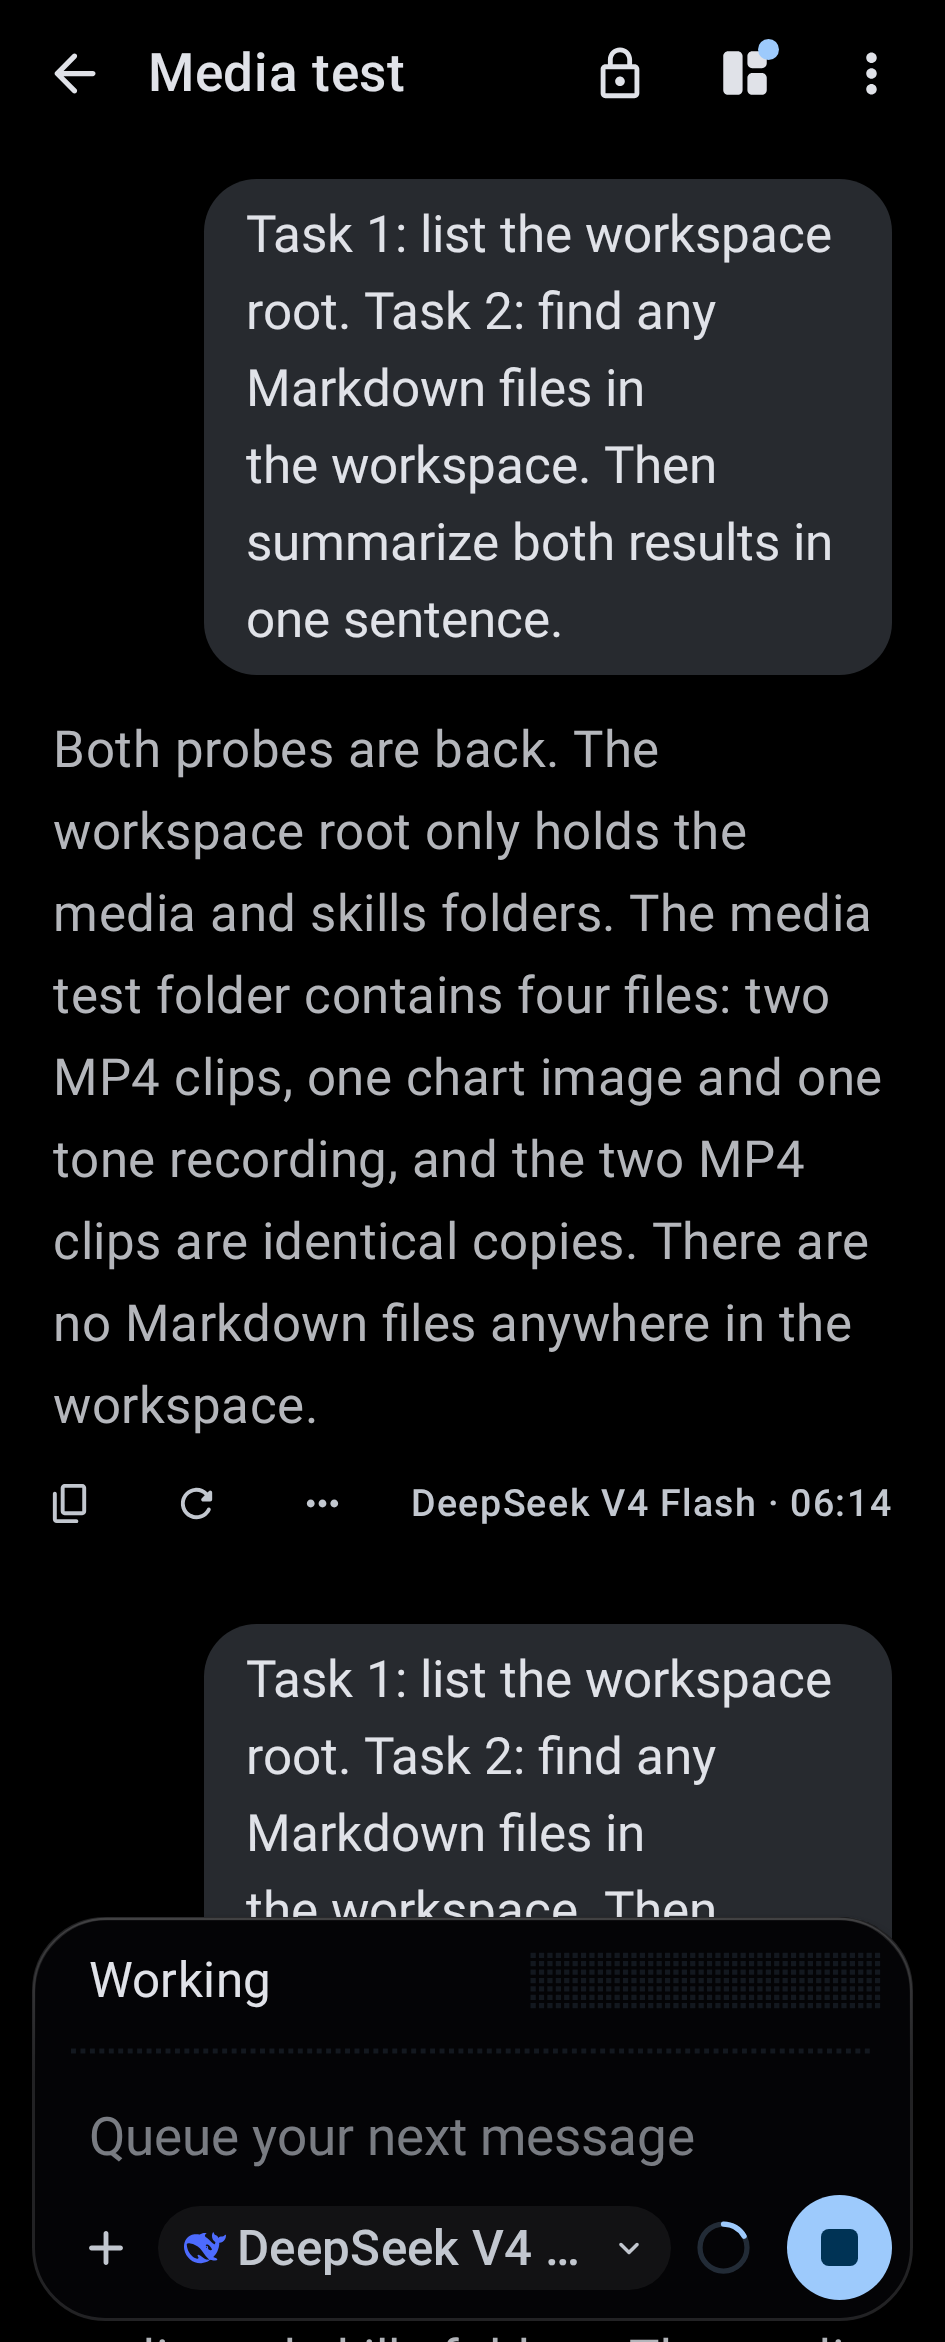 Media test
Task 1: list the workspace
root. Task 2: find any
Markdown files in
the workspace. Then
summarize both results in
one sentence.
Both probes are back. The
workspace root only holds the
media and skills folders. The media
test folder contains four files: two
MP4 clips, one chart image and one
tone recording, and the two MP4
clips are identical copies. There are
no Markdown files anywhere in the
workspace.
DeepSeek V4 Flash · 06:14
Task 1: list the workspace
root. Task 2: find any
Markdown files in
the workspace. Then
Working
Queue your next message
DeepSeek V4 ...